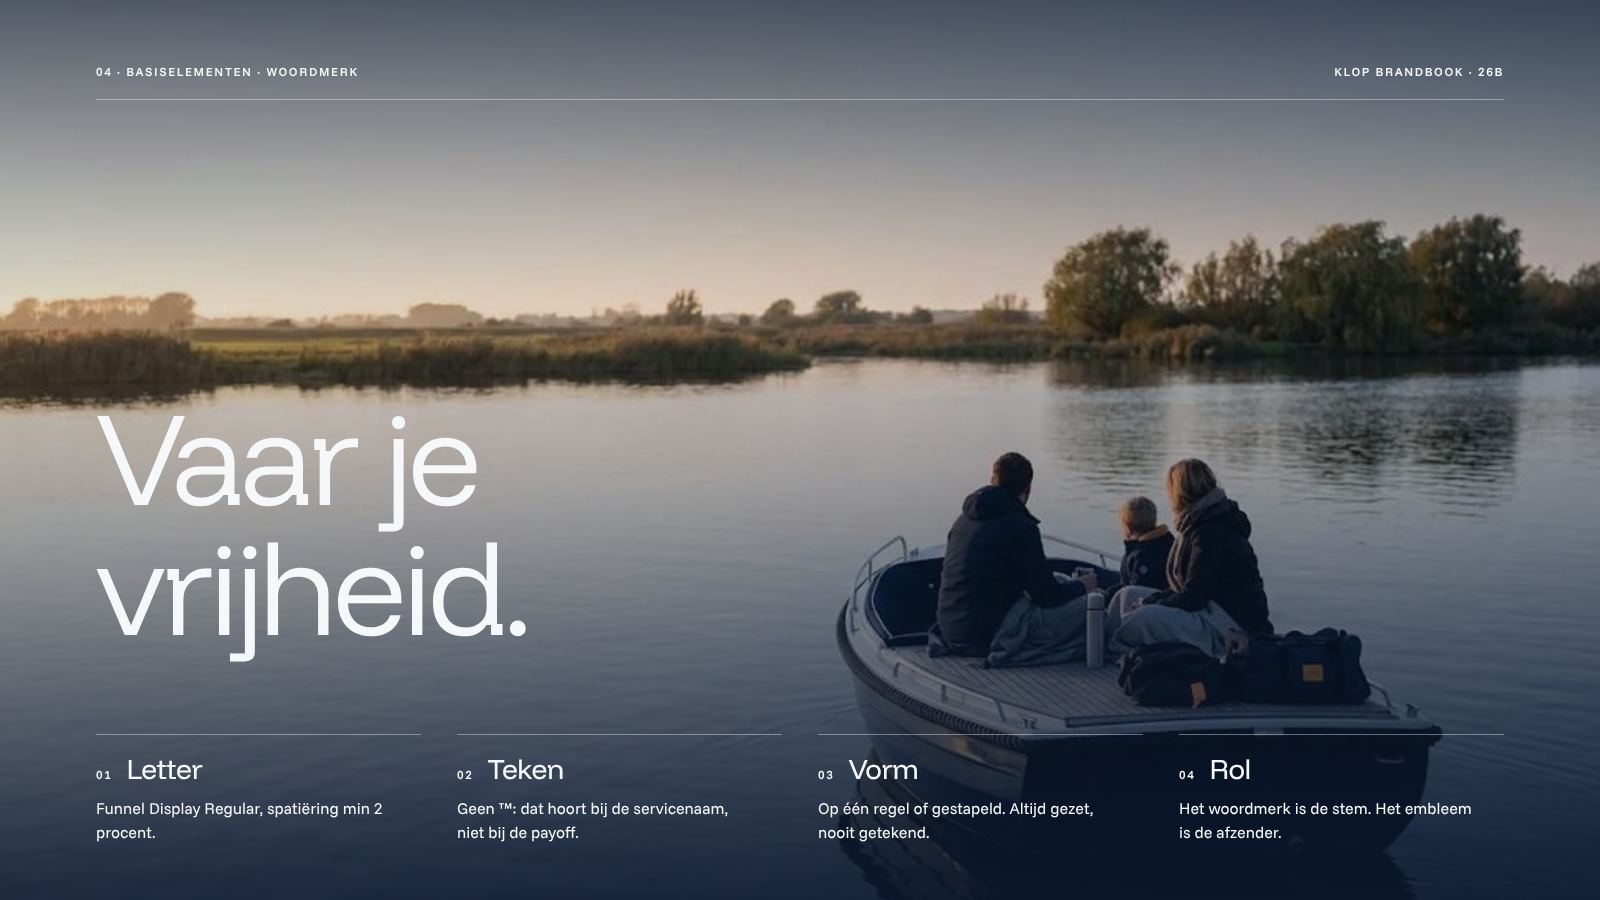 04 · BASISELEMENTEN · WOORDMERK
KLOP BRANDBOOK · 26B
Vaar je
vrijheid.
01 Letter
Funnel Display Regular, spatiëring min 2
procent.
02 Teken
Geen ™: dat hoort bij de servicenaam,
niet bij de payoff.
03 Vorm
Op één regel of gestapeld. Altijd gezet,
nooit getekend.
04 Rol
Het woordmerk is de stem. Het embleem
is de afzender.